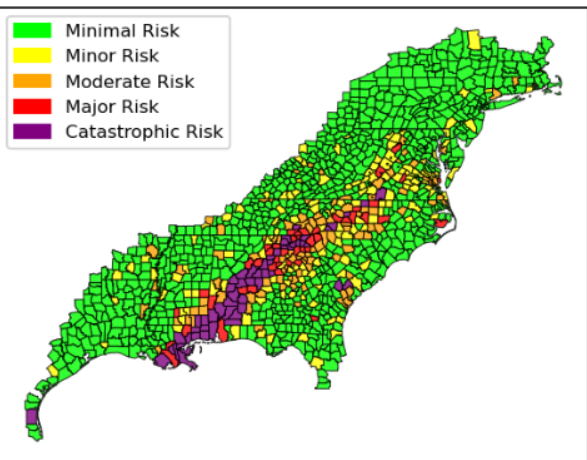 Minimal Risk
Minor Risk
Moderate Risk
Major Risk
Catastrophic Risk